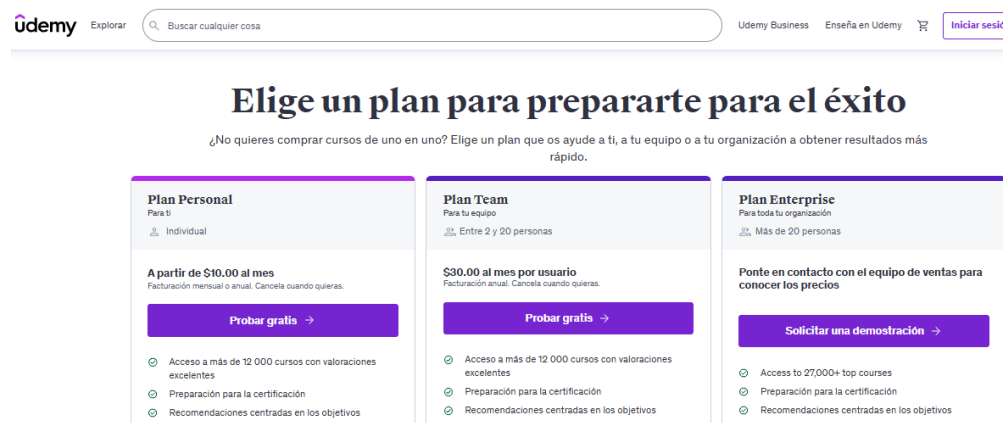 ûdemy Explorar Buscar cualquier cosa Udemy Business Enseña en Udemy Iniciar sesió
Elige un plan para prepararte para el éxito
¿No quieres comprar cursos de uno en uno? Elige un plan que os ayude a ti, a tu equipo o a tu organización a obtener resultados más
rápido.
Plan Personal
Para ti
Individual
A partir de $10.00 al mes
Facturación mensual o anual. Cancela cuando quieras.
Probar gratis →
Acceso a más de 12 000 cursos con valoraciones
excelentes
Preparación para la certificación
Recomendaciones centradas en los objetivos
Plan Team
Para tu equipo
Entre 2 y 20 personas
$30.00 al mes por usuario
Facturación anual. Cancela cuando quieras.
Probar gratis →
Acceso a más de 12 000 cursos con valoraciones
excelentes
Preparación para la certificación
Recomendaciones centradas en los objetivos
Plan Enterprise
Para toda tu organización
Más de 20 personas
Ponte en contacto con el equipo de ventas para
conocer los precios
Solicitar una demostración →
Access to 27,000+ top courses
Preparación para la certificación
Recomendaciones centradas en los objetivos